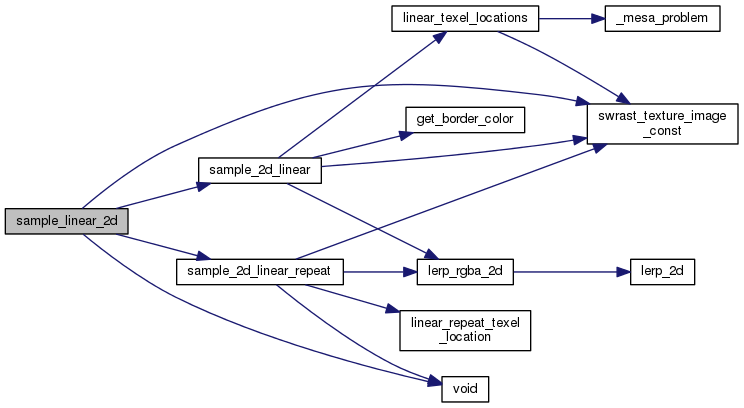 linear_texel_locations
_mesa_problem
swrast_texture_image
_const
get_border_color
sample_2d_linear
sample_linear_2d
sample_2d_linear_repeat
lerp_rgba_2d
lerp_2d
linear_repeat_texel
_location
void